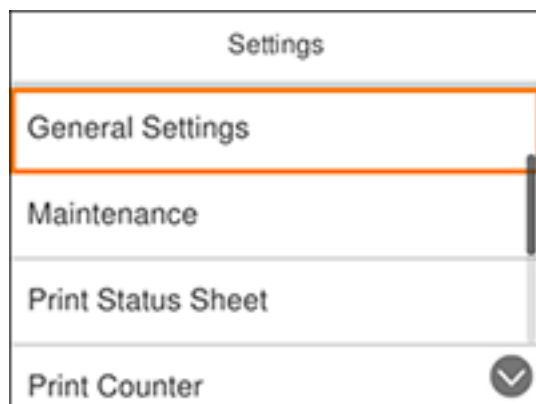 Settings
General Settings
Maintenance
Print Status Sheet
Print Counter